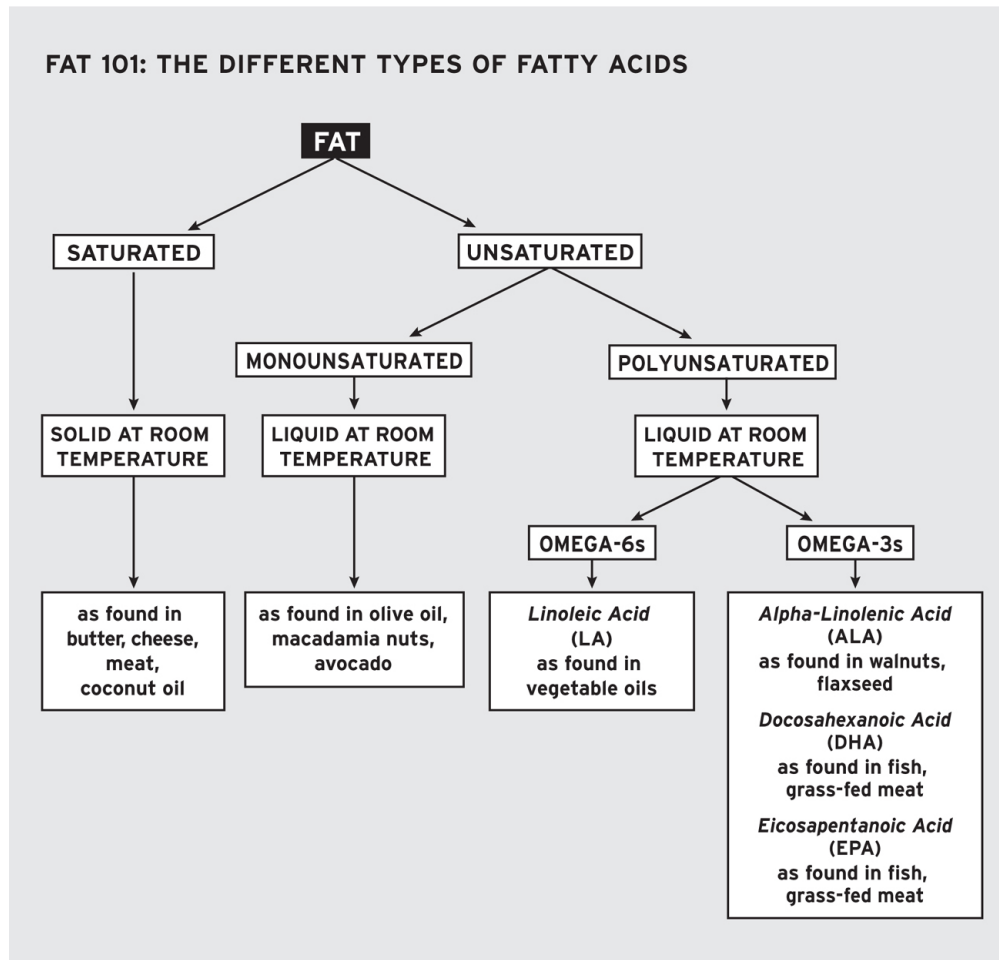 FAT 101: THE DIFFERENT TYPES OF FATTY ACIDS
FAT
SATURATED
UNSATURATED
MONOUNSATURATED
POLYUNSATURATED
SOLID AT ROOM
TEMPERATURE
LIQUID AT ROOM
TEMPERATURE
LIQUID AT ROOM
TEMPERATURE
OMEGA-6s
OMEGA-3s
as found in
butter, cheese,
meat,
coconut oil
as found in olive oil,
macadamia nuts,
avocado
Linoleic Acid
(LA)
as found in
vegetable oils
Alpha-Linolenic Acid
(ALA)
as found in walnuts,
flaxseed
Docosahexanoic Acid
(DHA)
as found in fish,
grass-fed meat
Eicosapentanoic Acid
(EPA)
as found in fish,
grass-fed meat